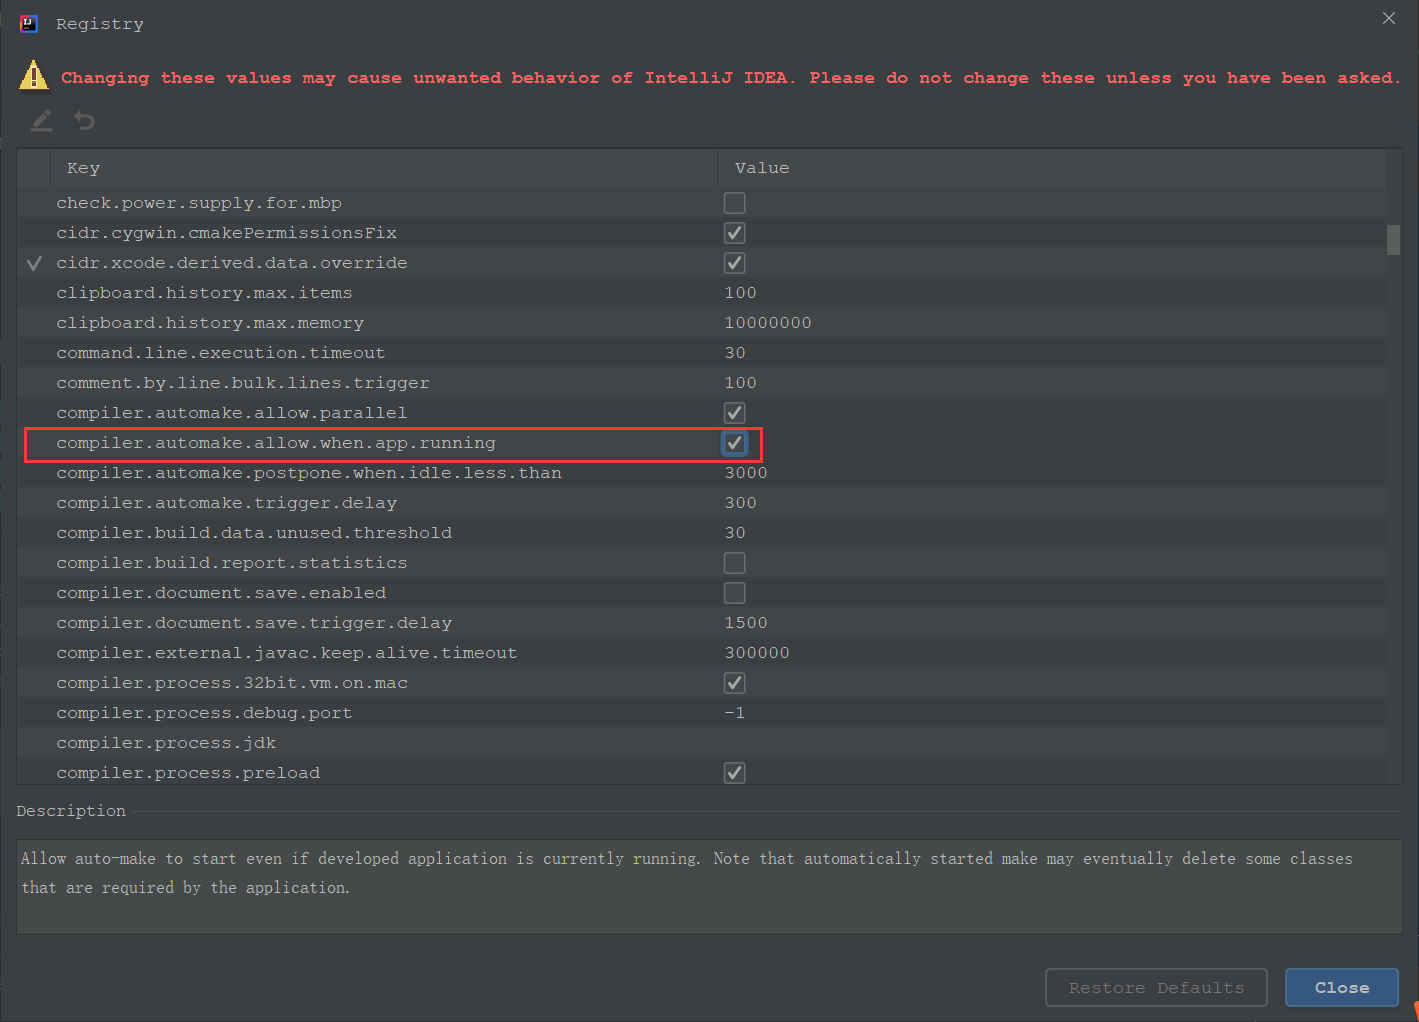 Registry
Changing these values may cause unwanted behavior of IntelliJ IDEA. Please do not change these unless you have been asked.
Key Value
check.power.supply.for.mbp
cidr.cygwin.cmakePermissionsFix
cidr.xcode.derived.data.override
clipboard.history.max.items 100
clipboard.history.max.memory 10000000
command.line.execution.timeout 30
comment.by.line.bulk.lines.trigger 100
compiler.automake.allow.parallel
compiler.automake.allow.when.app.running
compiler.automake.postpone.when.idle.less.than 3000
compiler.automake.trigger.delay 300
compiler.build.data.unused.threshold 30
compiler.build.report.statistics
compiler.document.save.enabled
compiler.document.save.trigger.delay 1500
compiler.external.javac.keep.alive.timeout 300000
compiler.process.32bit.vm.on.mac
compiler.process.debug.port -1
compiler.process.jdk
compiler.process.preload
Description
Allow auto-make to start even if developed application is currently running. Note that automatically started make may eventually delete some classes
that are required by the application.
Restore Defaults Close